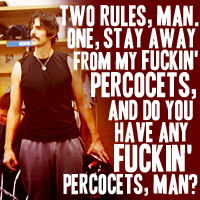 TWO RULES, MAN.
ONE, STAY AWAY
FROM MY FUCKIN'
PERCOCETS,
AND DO YOU
HAVE ANY
FUCKIN'
PERCOCETS, MAN?